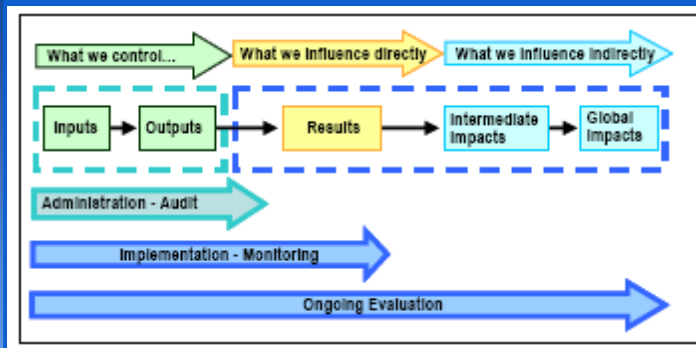 What we control...
What we influence directly
What we influence indirectly
Inputs
Outputs
Results
Intermediate
Impacts
Global
Impacts
Administration - Audit
Implementation - Monitoring
Ongoing Evaluation